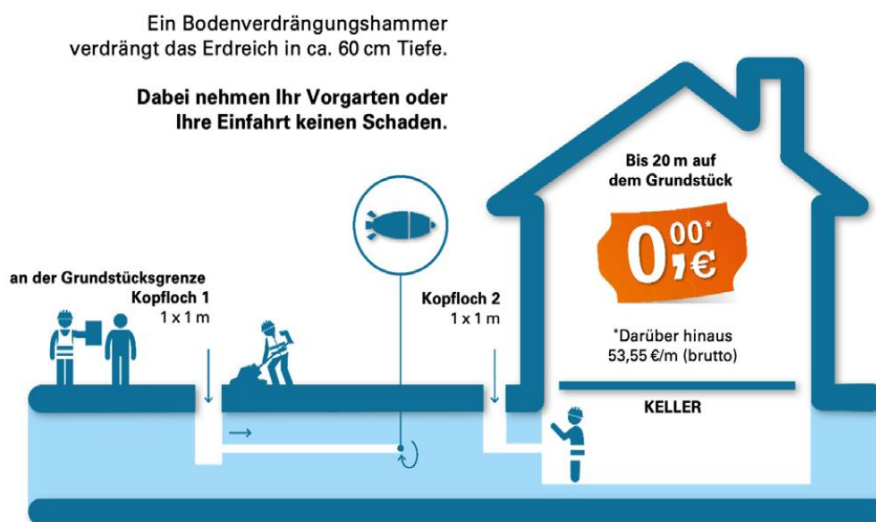 Ein Bodenverdrängungshammer
verdrängt das Erdreich in ca. 60 cm Tiefe.
Dabei nehmen Ihr Vorgarten oder
Ihre Einfahrt keinen Schaden.
Bis 20 m auf
dem Grundstück
0,00* €
*Darüber hinaus
53,55 €/m (brutto)
KELLER
an der Grundstücksgrenze
Kopfloch 1
1 x 1 m
Kopfloch 2
1 x 1 m